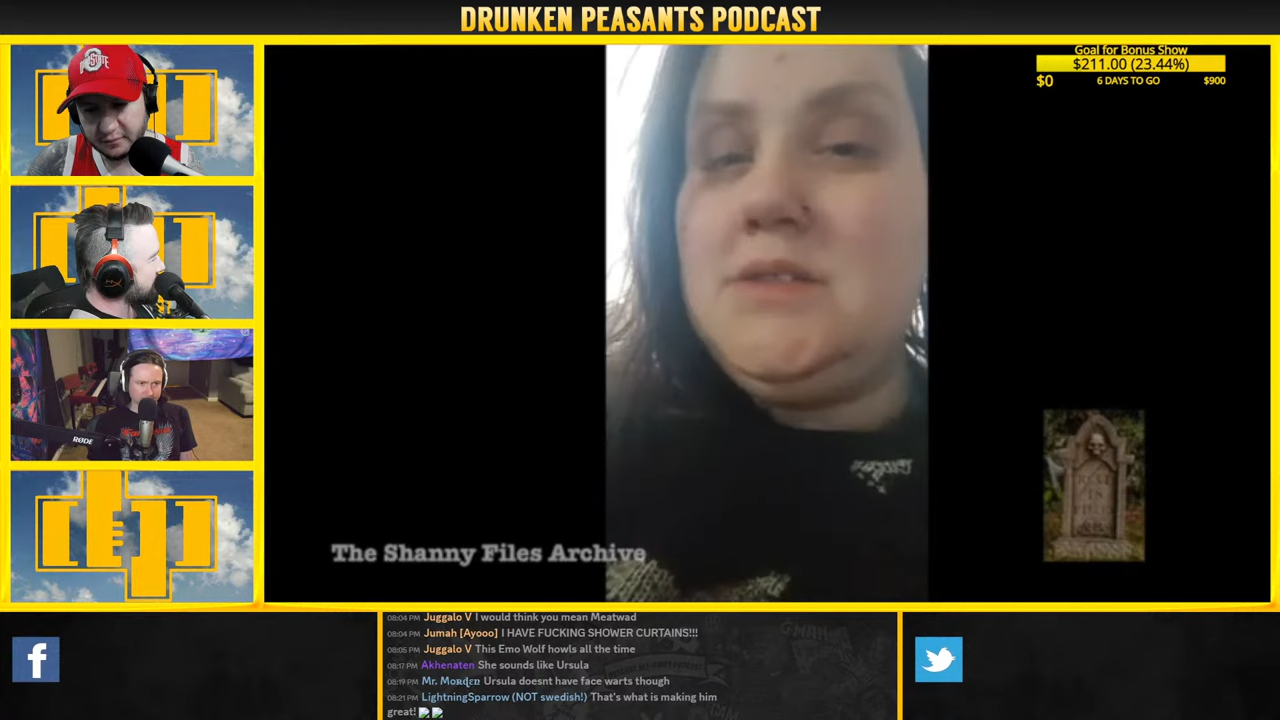 DRUNKEN PEASANTS PODCAST
Goal for Bonus Show
$211.00 (23.44%)
$0
6 DAYS TO GO
$900
RODE
The Shanny Files Archive
08:04 PM Juggalo V I would think you mean Meatwad
08:04 PM Jumah [Ayooo] I HAVE FUCKING SHOWER CURTAINS!!!
08:05 PM Juggalo V This Emo Wolf howls all the time
08:17 PM Akhenaten She sounds like Ursula
08:19 PM Mr. Morden Ursula doesnt have face warts though
08:21 PM LightningSparrow (NOT swedish!) That's what is making him
great!